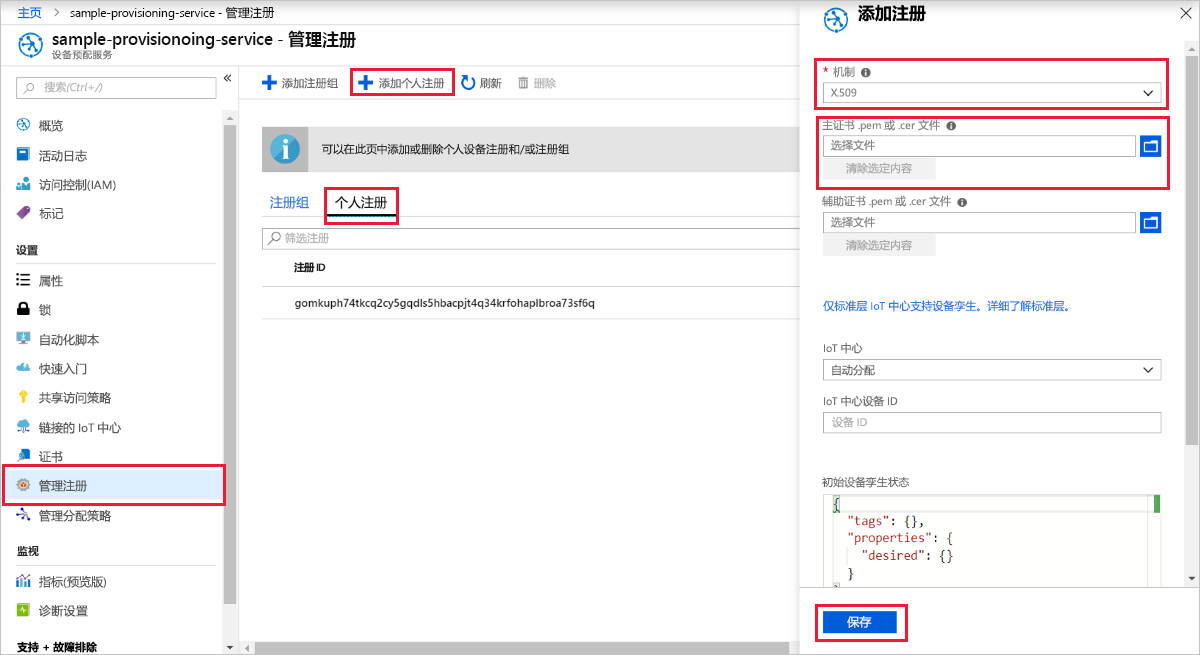 主页 > sample-provisioning-service - 管理注册
sample-provisionoing-service - 管理注册
设备预配服务
搜索(Ctrl+/)
«
概览
活动日志
访问控制(IAM)
标记
设置
属性
锁
自动化脚本
快速入门
共享访问策略
链接的 IoT 中心
证书
管理注册
管理分配策略
监视
指标(预览版)
诊断设置
支持 + 故障排除
添加注册组
添加个人注册
刷新
删除
可以在此页中添加或删除个人设备注册和/或注册组
注册组
个人注册
筛选注册
注册 ID
gomkuph74tkcq2cy5gqdls5hbacpjt4q34krfohaplbroa73sf6q
添加注册
* 机制
X.509
主证书 .pem 或 .cer 文件
选择文件
清除选定内容
辅助证书 .pem 或 .cer 文件
选择文件
清除选定内容
仅标准层 IoT 中心支持设备孪生。详细了解标准层。
IoT 中心
自动分配
IoT 中心设备 ID
设备 ID
初始设备孪生状态
{
"tags": {},
"properties": {
"desired": {}
}
保存